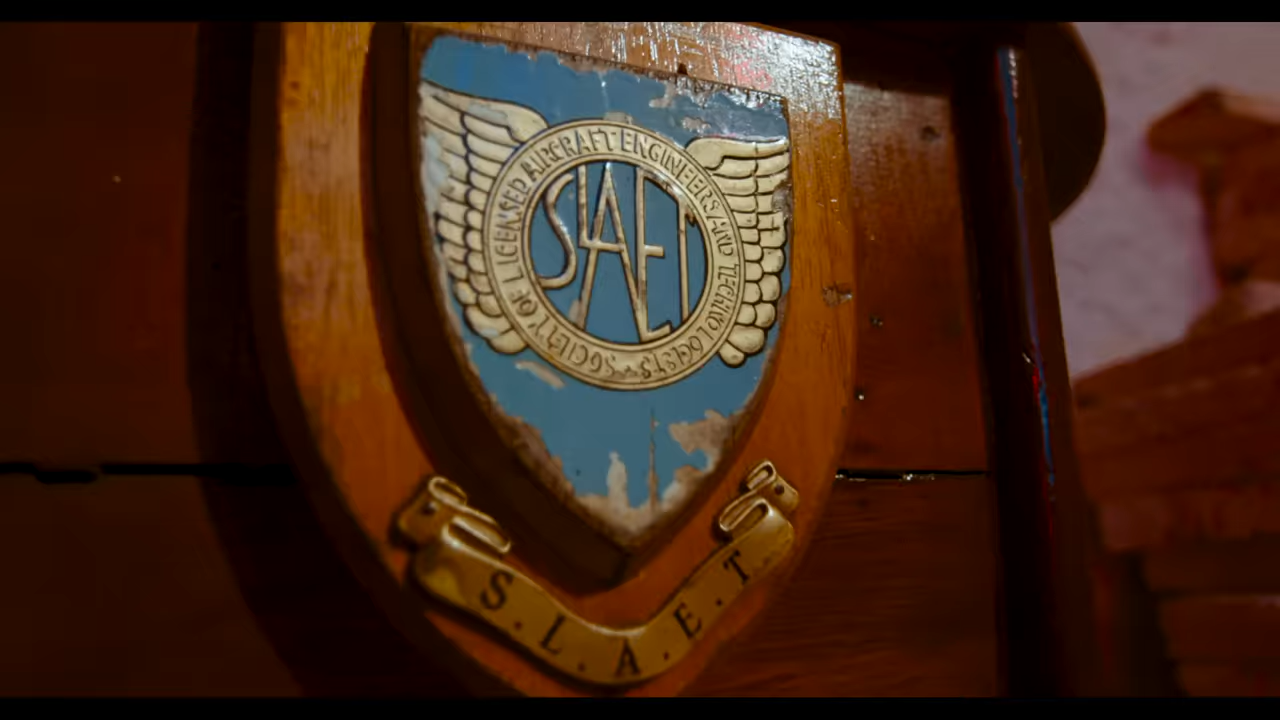 SOCIETY OF LICENSED AIRCRAFT ENGINEERS AND TECHNOLOGISTS
SLAET
S.L.A.E.T.